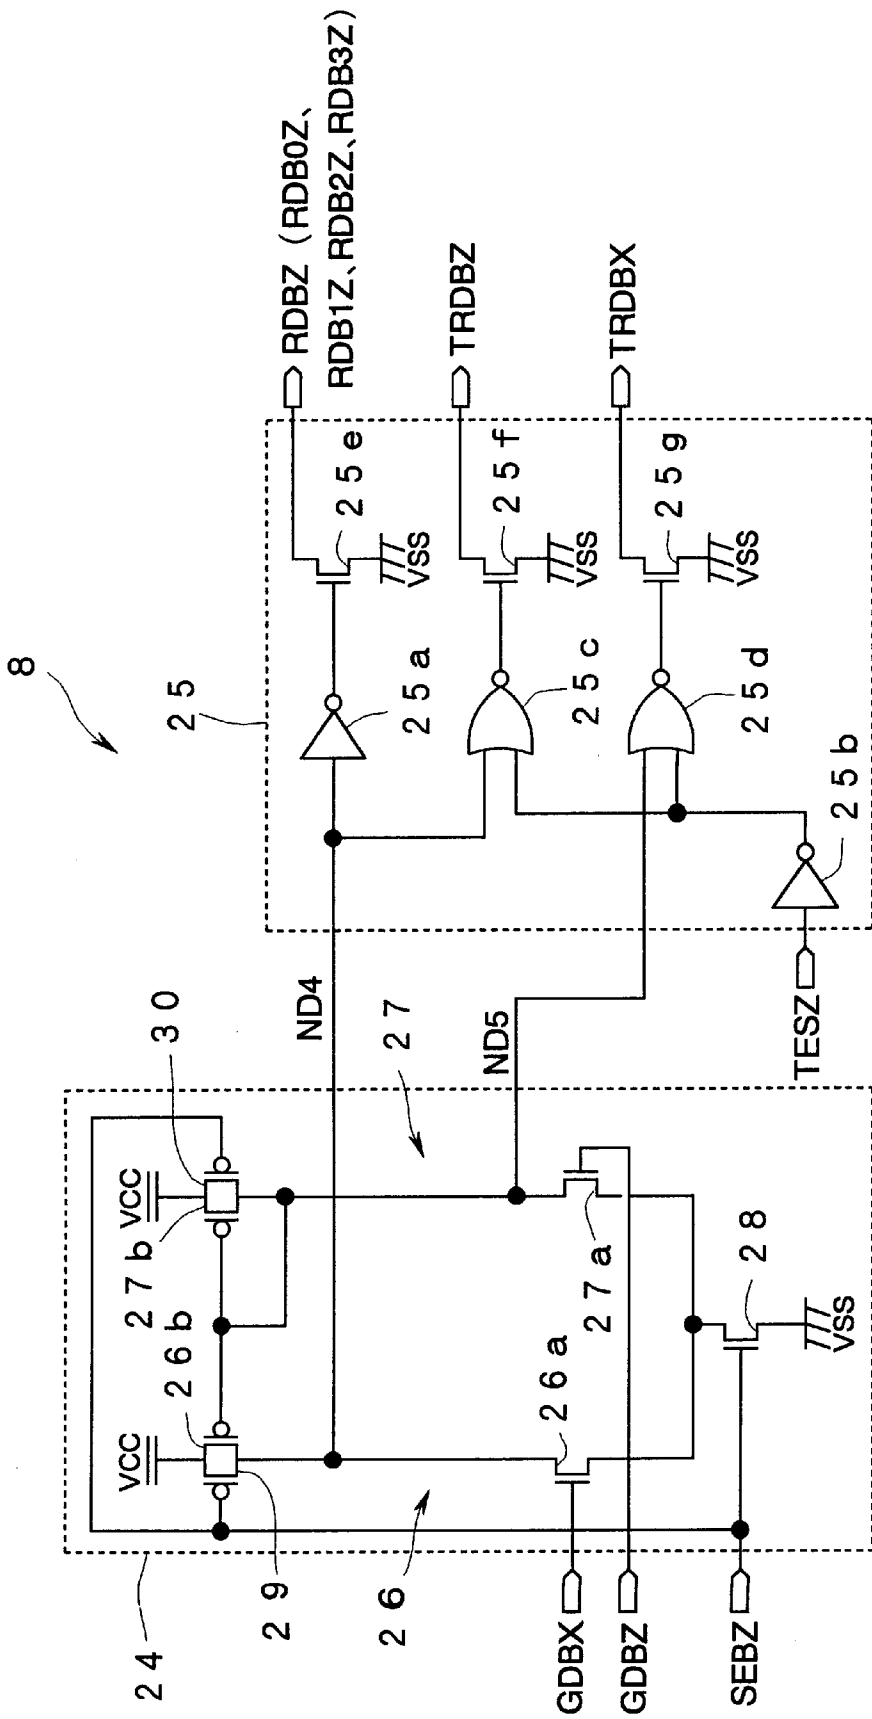 8
24
VCC
VCC
29
26b
27b
30
26
27
ND4
ND5
26a
27a
28
VSS
GDBX
GDBZ
SEBZ
TESZ
25
25a
25b
25c
25d
25e
25f
25g
VSS
VSS
VSS
RDBZ (RDB0Z、
RDB1Z、RDB2Z、RDB3Z)
TRDBZ
TRDBX